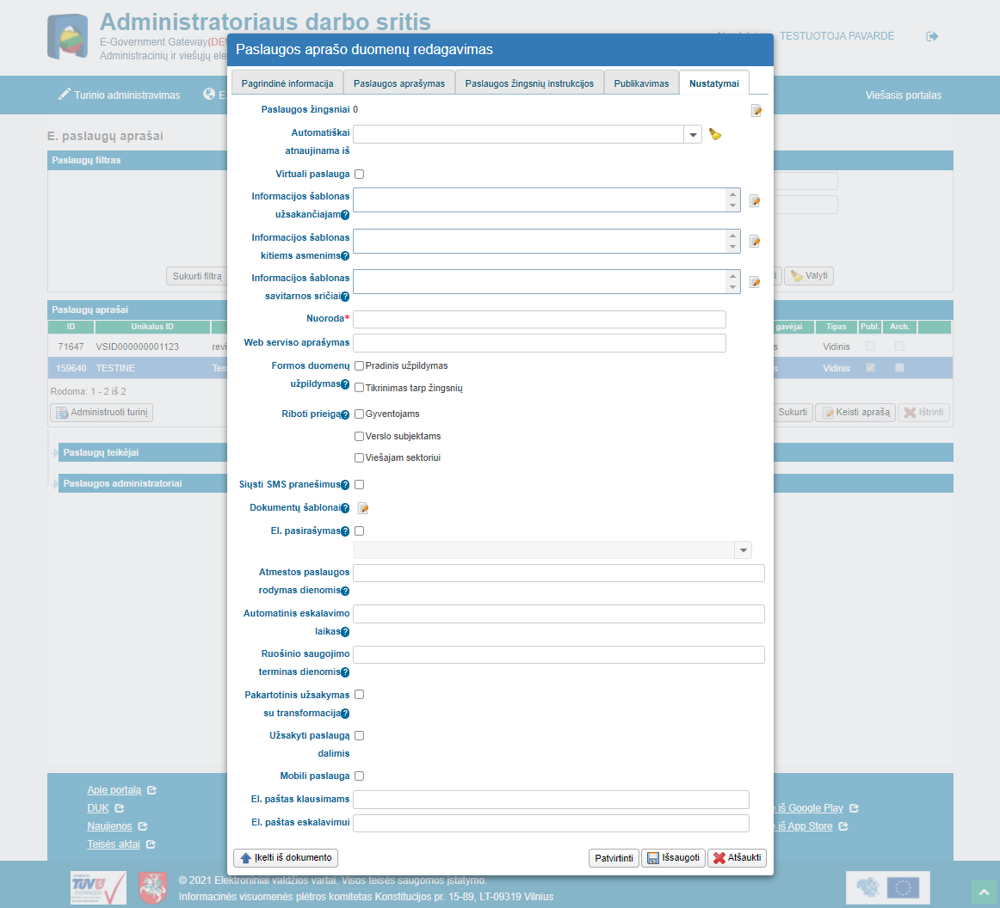 Administratoriaus darbo sritis
E-Government Gateway(DE
Administracinių ir viešųjų ele
TESTUOTOJA PAVARDĖ
Turinio administravimas
E.
Viešasis portalas
E. paslaugų aprašai
Paslaugų filtras
Sukurti filtrą
Valyti
Paslaugų aprašai
ID Unikalus ID gavėjai Tipas Publ. Arch.
71647 VSID000000001123 revi s Vidinis
159640 TESTINE Tes s Vidinis
Rodoma: 1 - 2 iš 2
Administruoti turinį
Sukurti Keisti aprašą Ištrinti
Paslaugų teikėjai
Paslaugos administratoriai
Paslaugos aprašo duomenų redagavimas
Pagrindinė informacija Paslaugos aprašymas Paslaugos žingsnių instrukcijos Publikavimas Nustatymai
Paslaugos žingsniai 0
Automatiškai
atnaujinama iš
Virtuali paslauga
Informacijos šablonas
užsakančiajam?
Informacijos šablonas
kitiems asmenims?
Informacijos šablonas
savitarnos sričiai?
Nuoroda*
Web serviso aprašymas
Formos duomenų
užpildymas?
Pradinis užpildymas
Tikrinimas tarp žingsnių
Riboti prieigą? Gyventojams
Verslo subjektams
Viešajam sektoriui
Siųsti SMS pranešimus?
Dokumentų šablonai?
El. pasirašymas?
Atmestos paslaugos
rodymas dienomis?
Automatinis eskalavimo
laikas?
Ruošinio saugojimo
terminas dienomis?
Pakartotinis užsakymas
su transformacija?
Užsakyti paslaugą
dalimis
Mobili paslauga
El. paštas klausimams
El. paštas eskalavimui
Įkelti iš dokumento
Patvirtinti Išsaugoti Atšaukti
Apie portalą
DUK
Naujienos
Teisės aktai
e iš Google Play
e iš App Store
TÜV
© 2021 Elektroniniai valdžios vartai. Visos teisės saugomos įstatymo.
Informacinės visuomenės plėtros komitetas Konstitucijos pr. 15-89, LT-09319 Vilnius